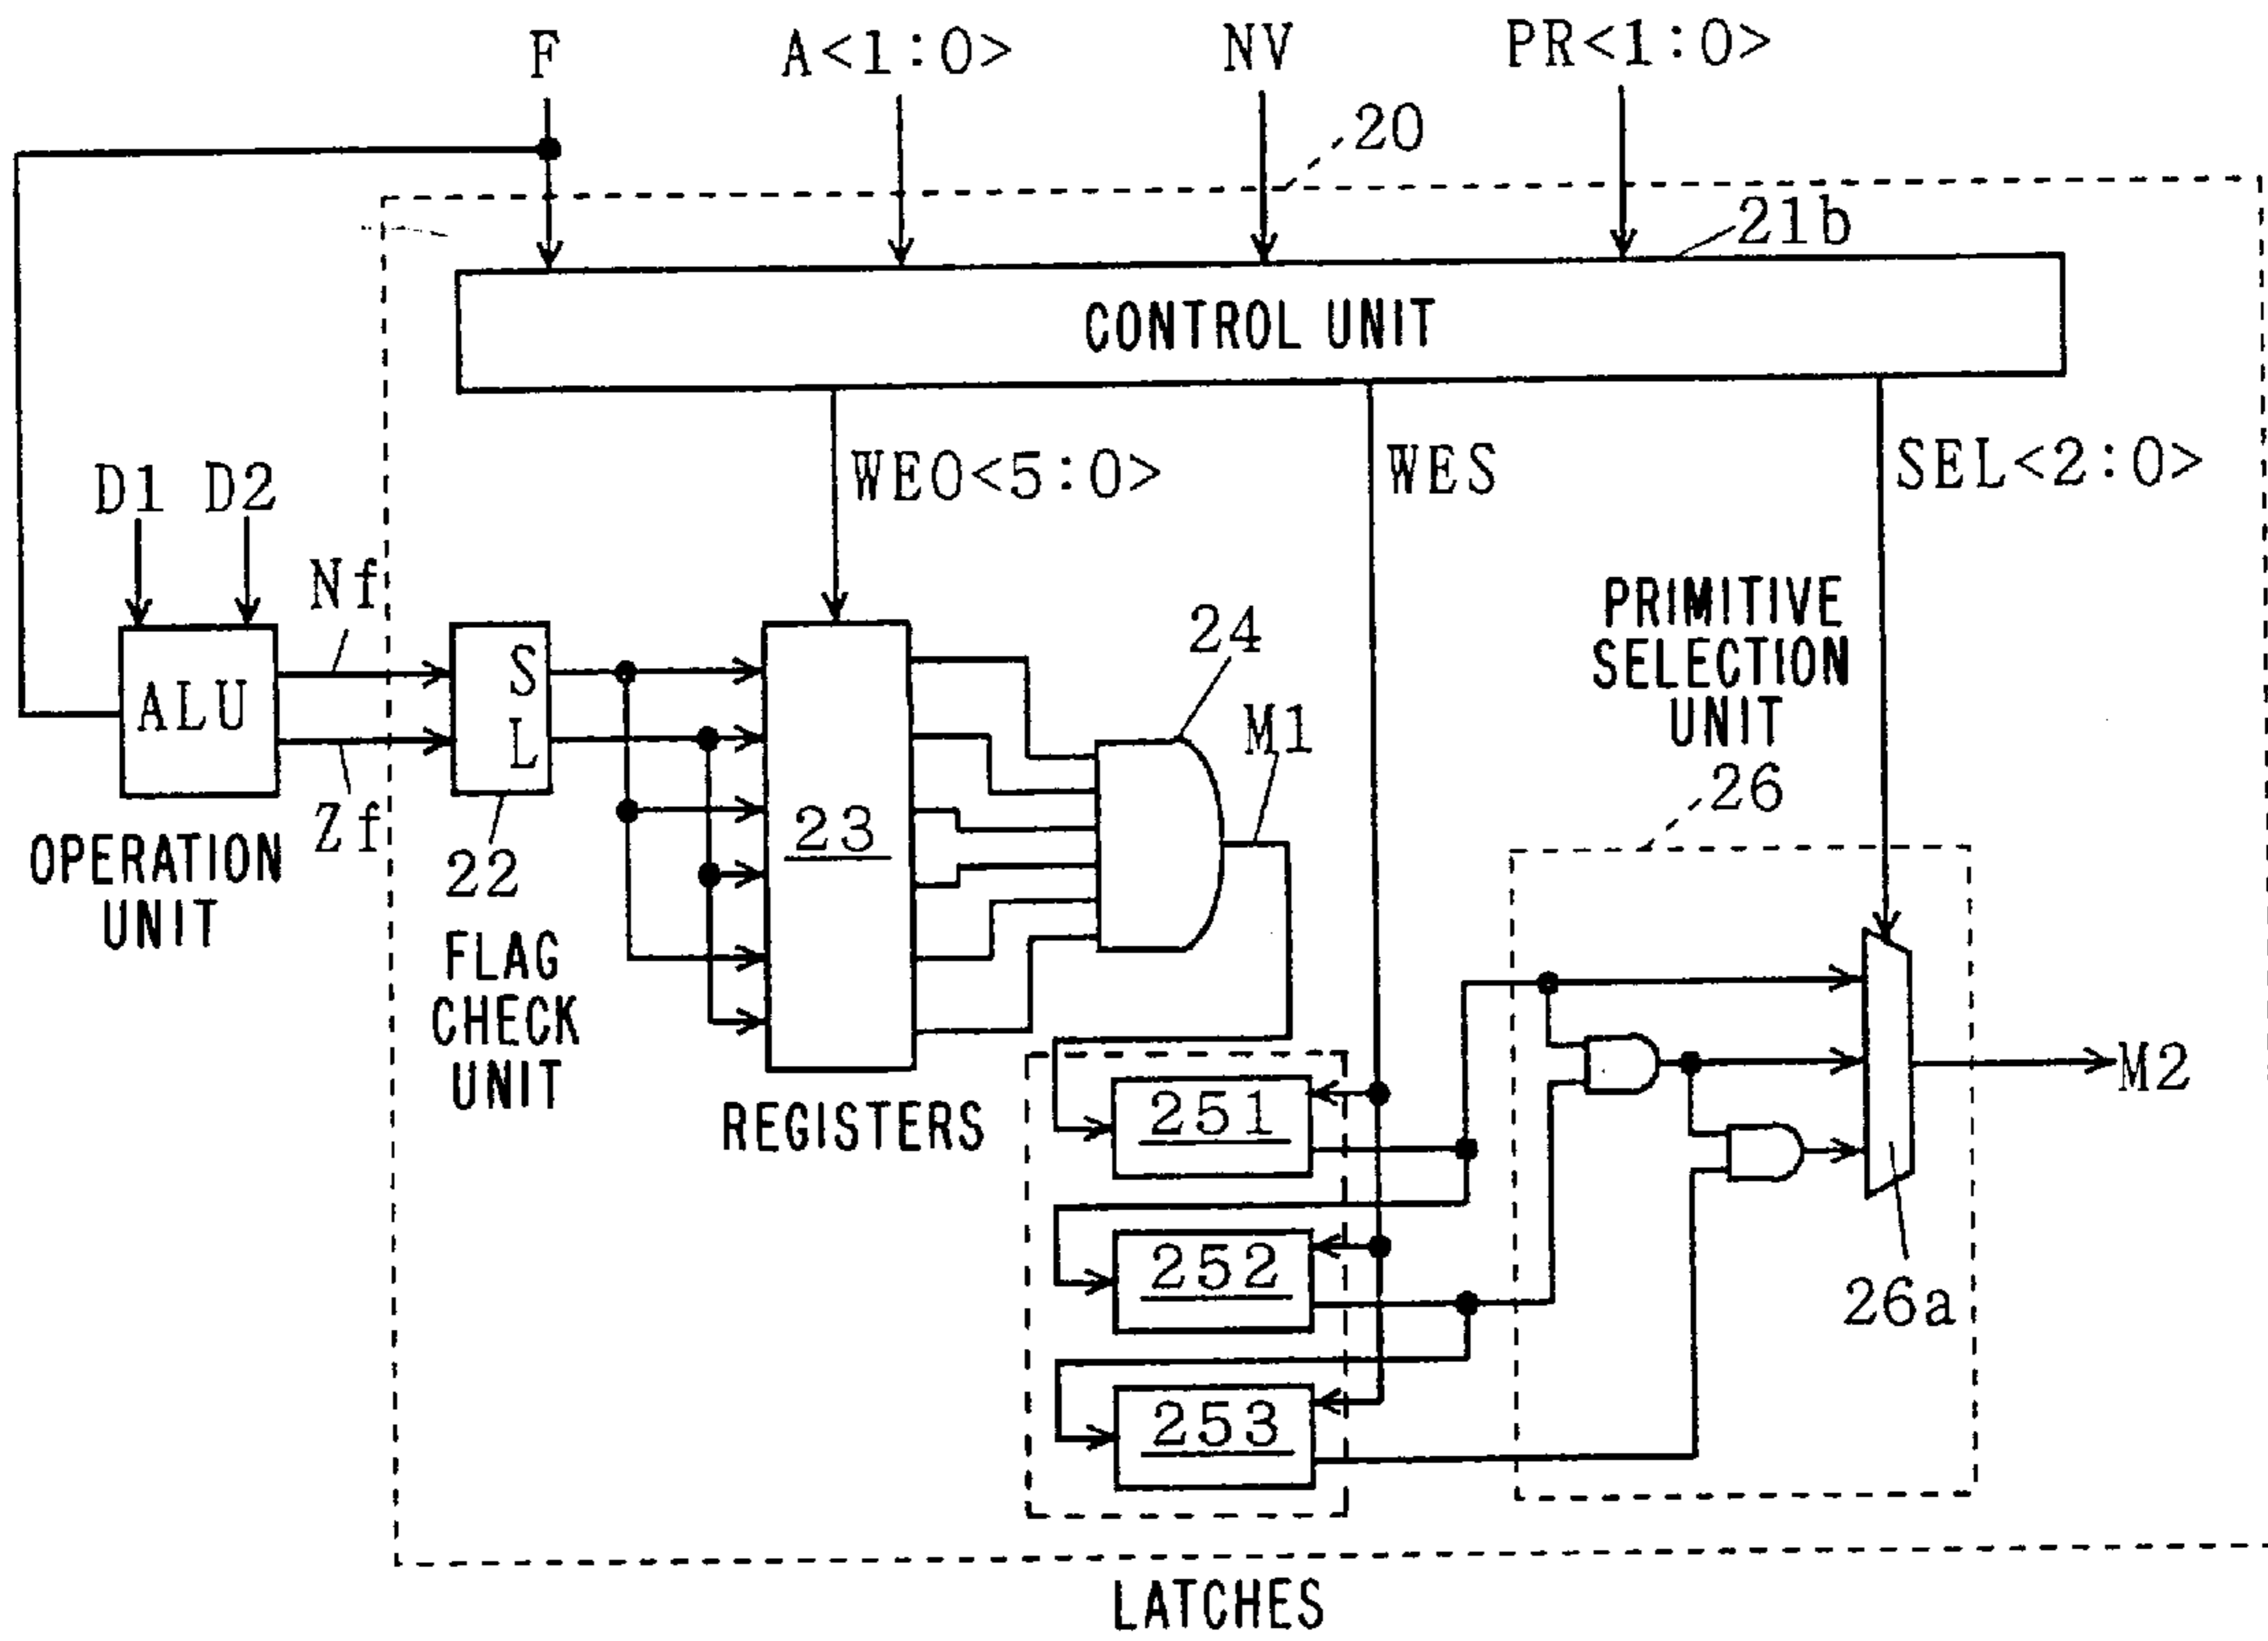 F
A<1:0>
NV
PR<1:0>
20
21b
CONTROL UNIT
WEO<5:0>
WES
SEL<2:0>
D1
D2
Nf
ALU
Zf
OPERATION
UNIT
S
L
22
FLAG
CHECK
UNIT
23
REGISTERS
24
M1
PRIMITIVE
SELECTION
UNIT
26
M2
251
252
253
26a
LATCHES